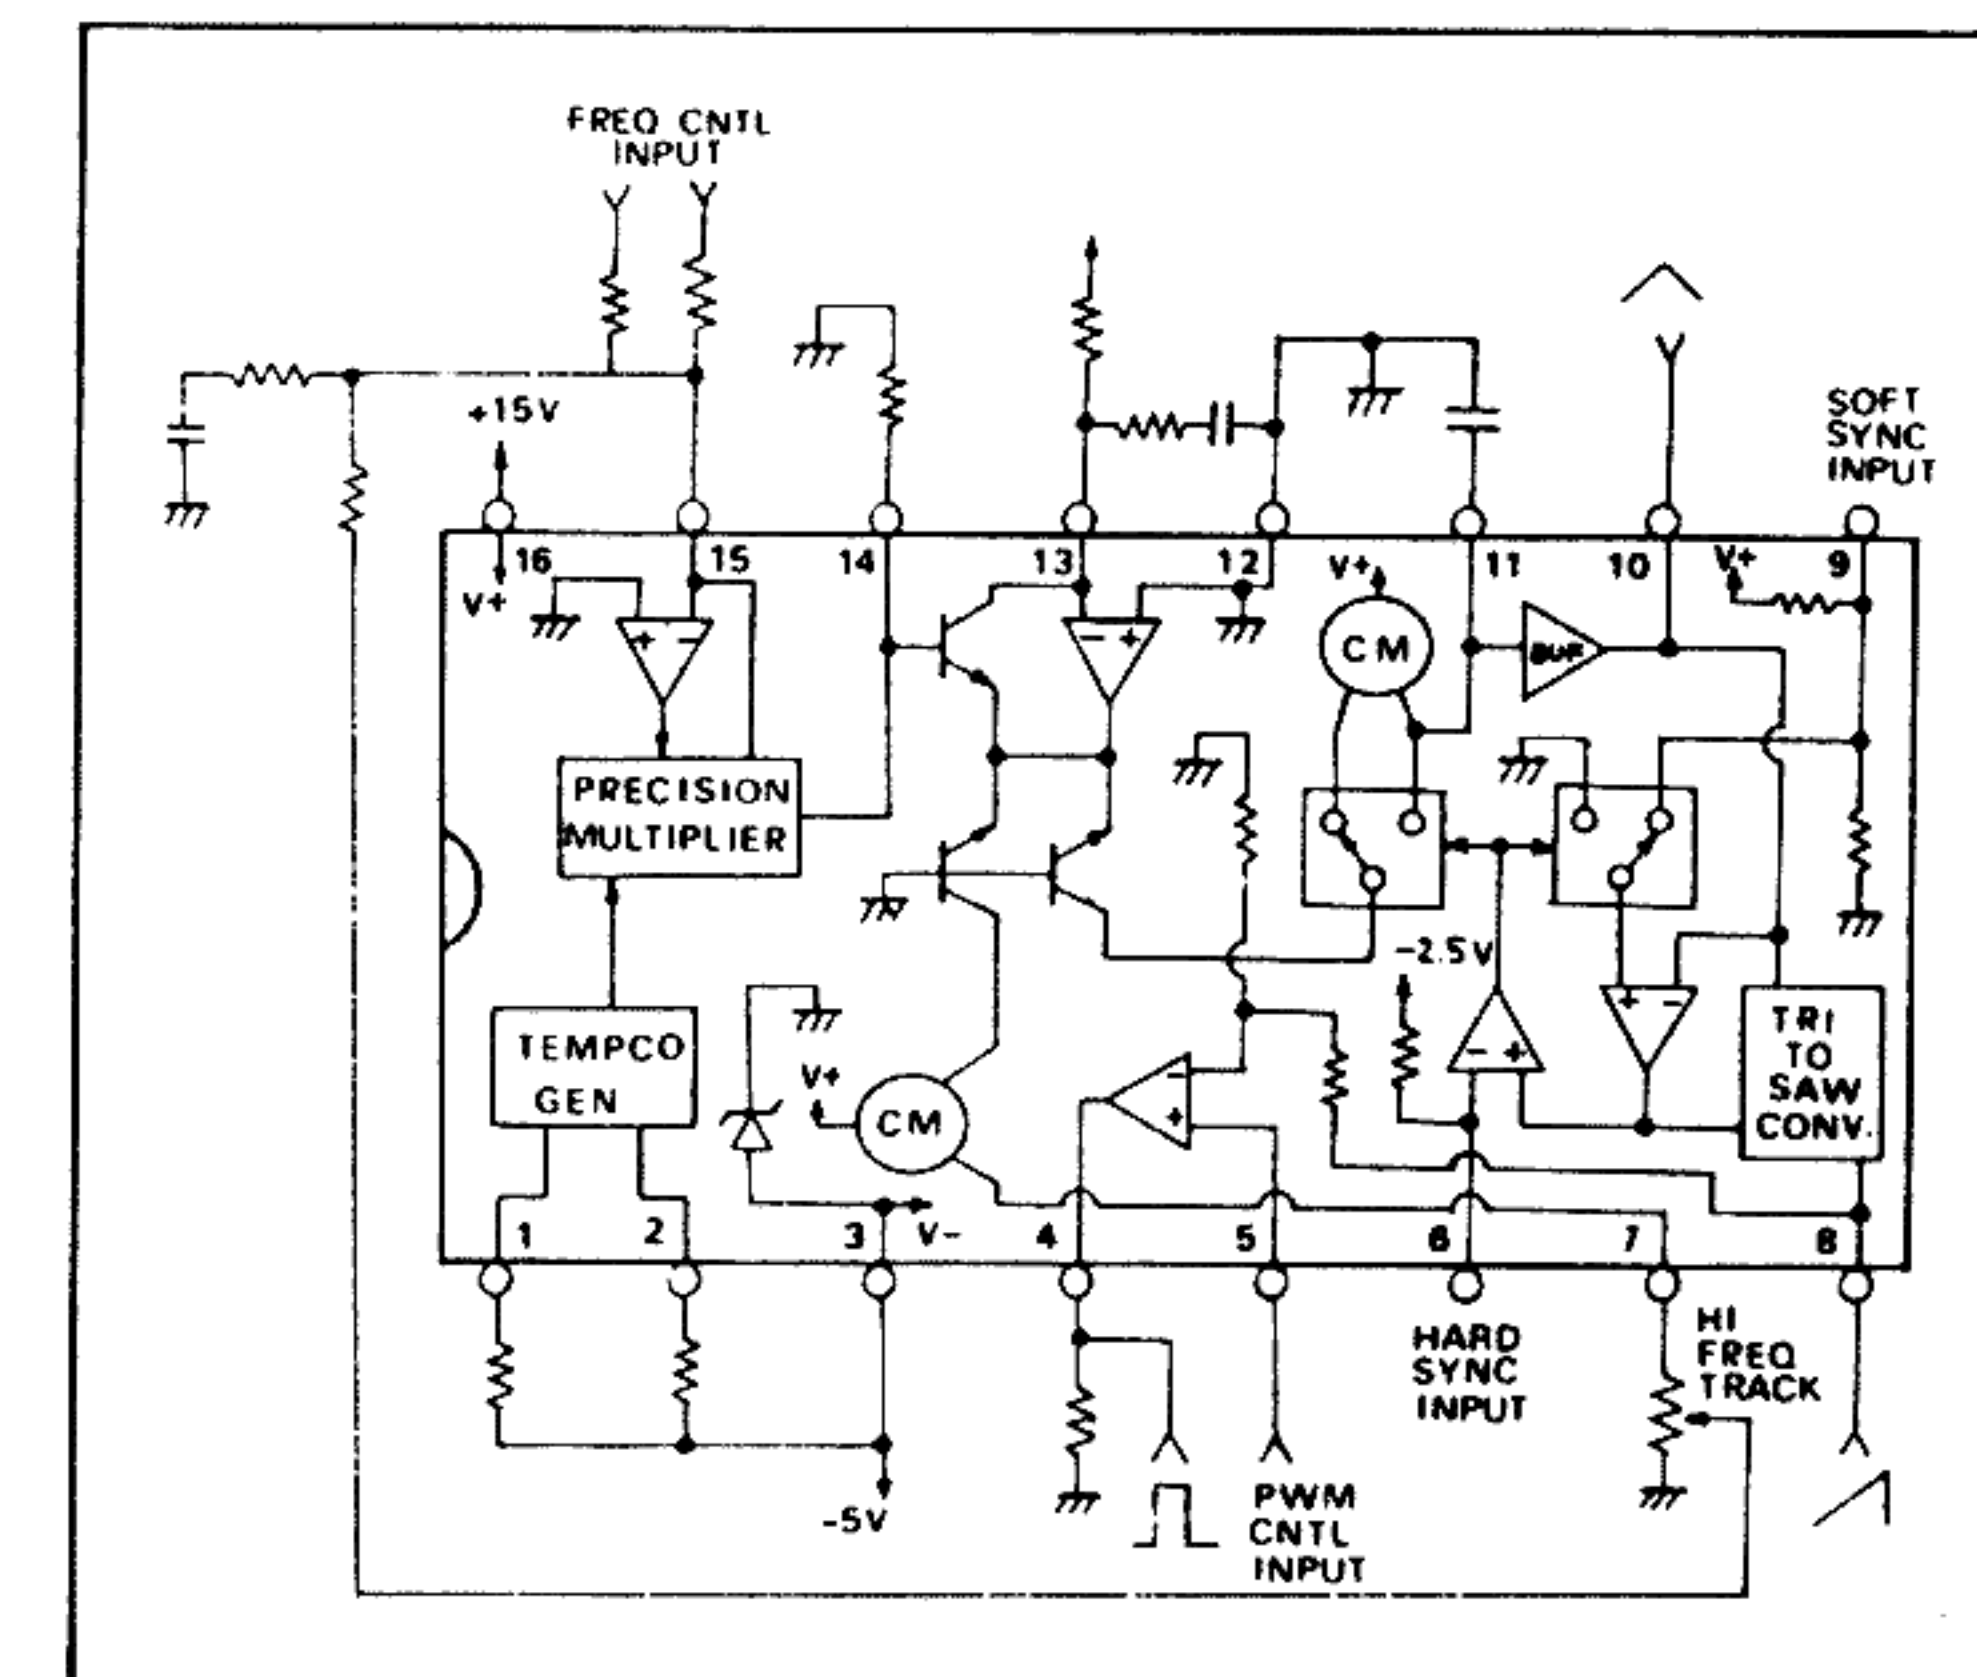 FREQ CNTL
INPUT
+15V
SOFT
SYNC
INPUT
16
15
14
13
12
11
10
9
V+
V+
V+
+
−
−
+
CM
BUF
PRECISION
MULTIPLIER
-2.5V
TEMPCO
GEN
V+
CM
−
+
−
+
+
−
TRI
TO
SAW
CONV.
1
2
3
V-
4
5
6
7
8
-5V
PWM
CNTL
INPUT
HARD
SYNC
INPUT
HI
FREQ
TRACK